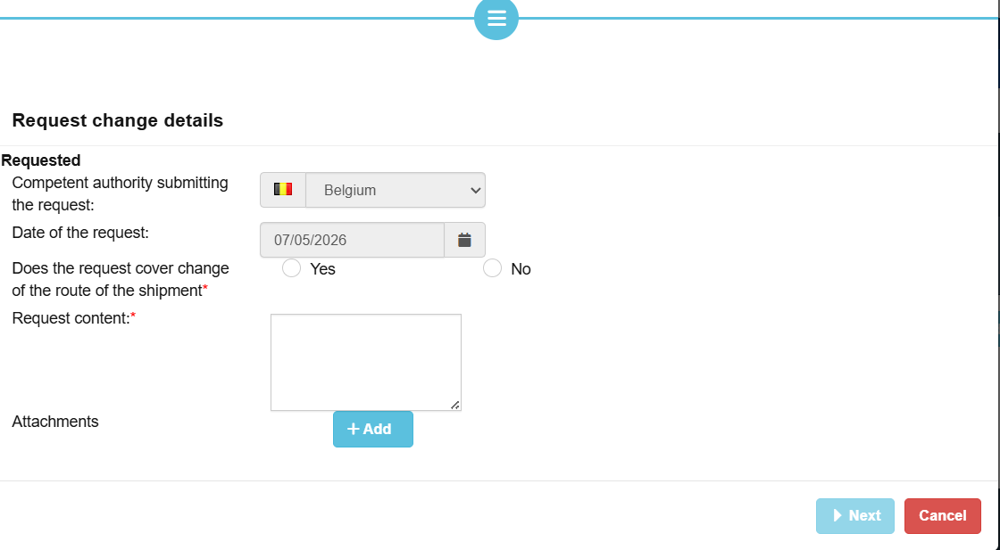 Request change details
Requested
Competent authority submitting
the request:
Belgium
Date of the request:
07/05/2026
Does the request cover change
of the route of the shipment*
Yes
No
Request content:*
Attachments
+ Add
Next
Cancel